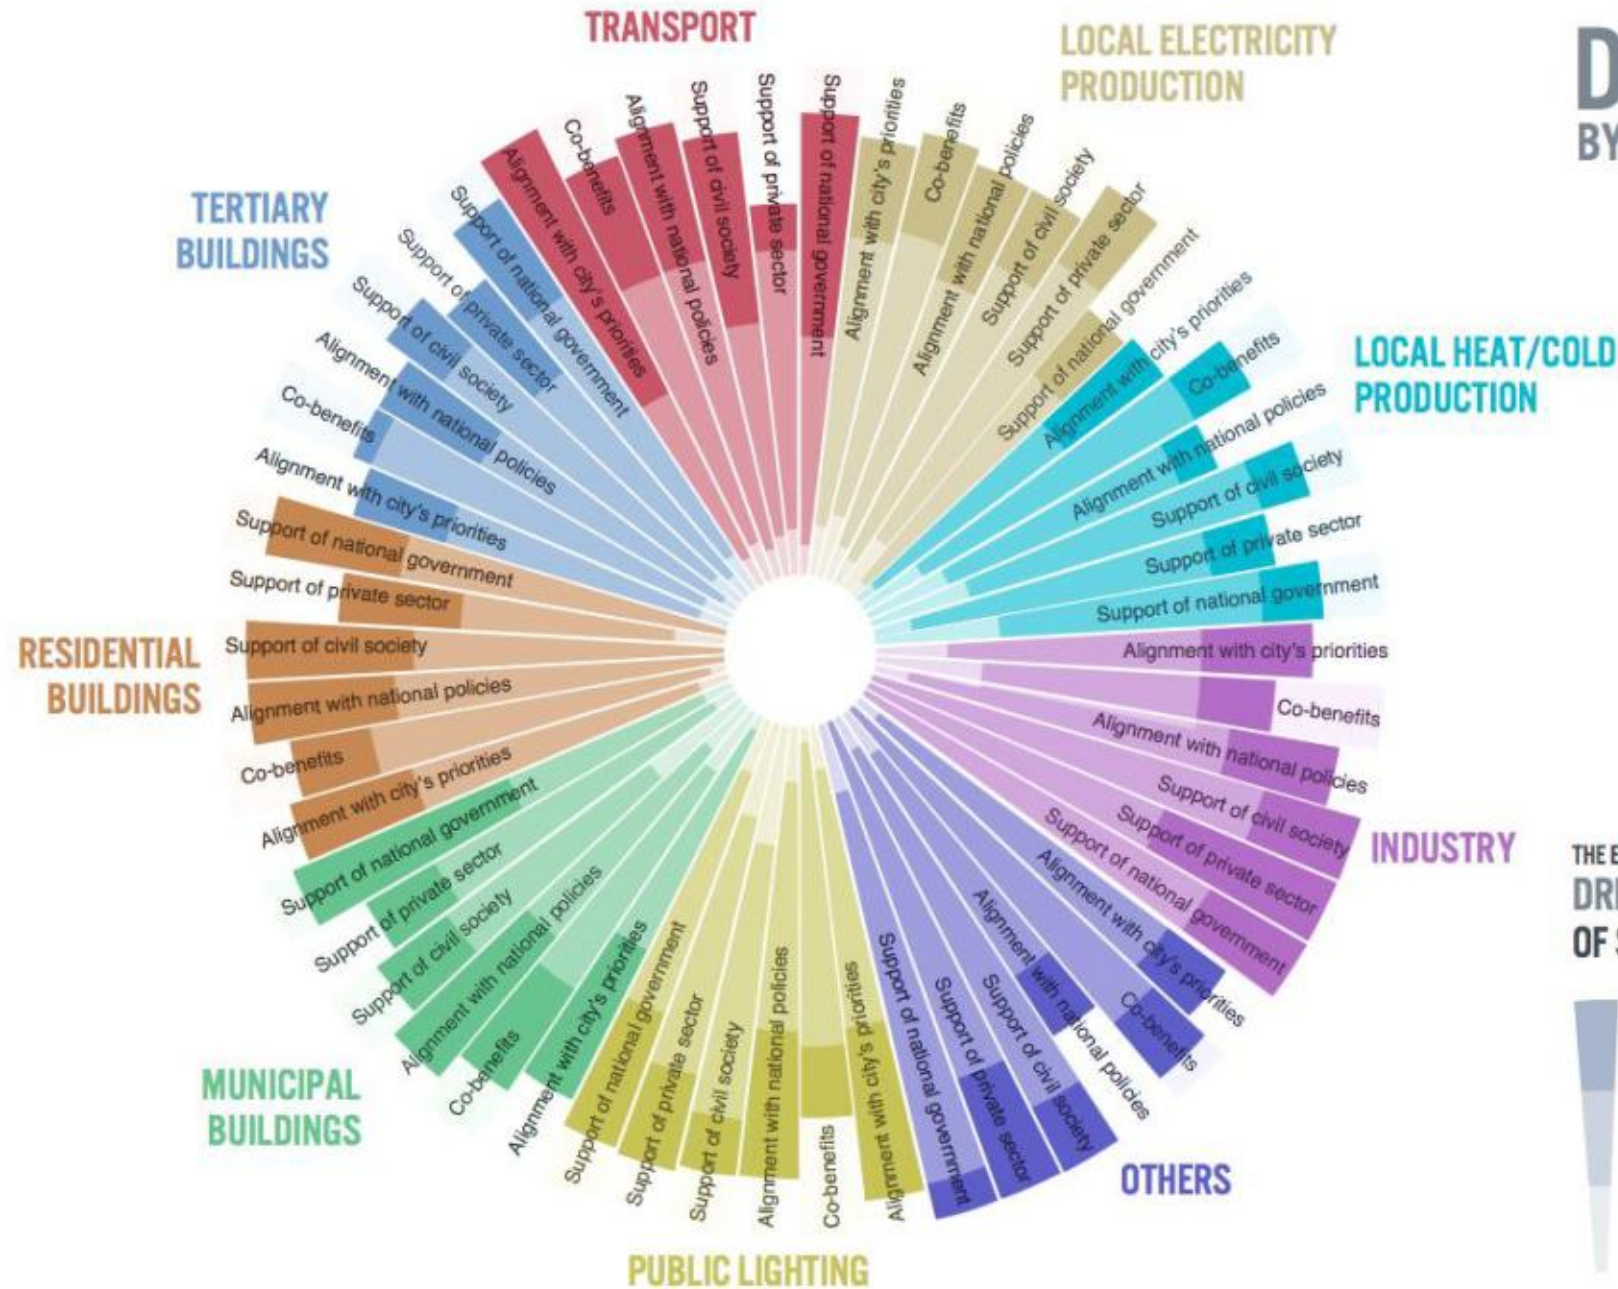 TRANSPORT
Alignment with city's priorities
Co-benefits
Alignment with national policies
Support of civil society
Support of private sector
Support of national government
LOCAL ELECTRICITY
PRODUCTION
Alignment with city's priorities
Co-benefits
Alignment with national policies
Support of civil society
Support of private sector
Support of national government
LOCAL HEAT/COLD
PRODUCTION
Alignment with city's priorities
Co-benefits
Alignment with national policies
Support of civil society
Support of private sector
Support of national government
INDUSTRY
Alignment with city's priorities
Co-benefits
Alignment with national policies
Support of civil society
Support of private sector
Support of national government
OTHERS
Alignment with city's priorities
Co-benefits
Alignment with national policies
Support of civil society
Support of private sector
Support of national government
PUBLIC LIGHTING
Alignment with city's priorities
Co-benefits
Alignment with national policies
Support of civil society
Support of private sector
Support of national government
MUNICIPAL
BUILDINGS
Alignment with city's priorities
Co-benefits
Alignment with national policies
Support of civil society
Support of private sector
Support of national government
RESIDENTIAL
BUILDINGS
Alignment with city's priorities
Co-benefits
Alignment with national policies
Support of civil society
Support of private sector
Support of national government
TERTIARY
BUILDINGS
Alignment with city's priorities
Co-benefits
Alignment with national policies
Support of civil society
Support of private sector
Support of national government
D
BY
THE
OF